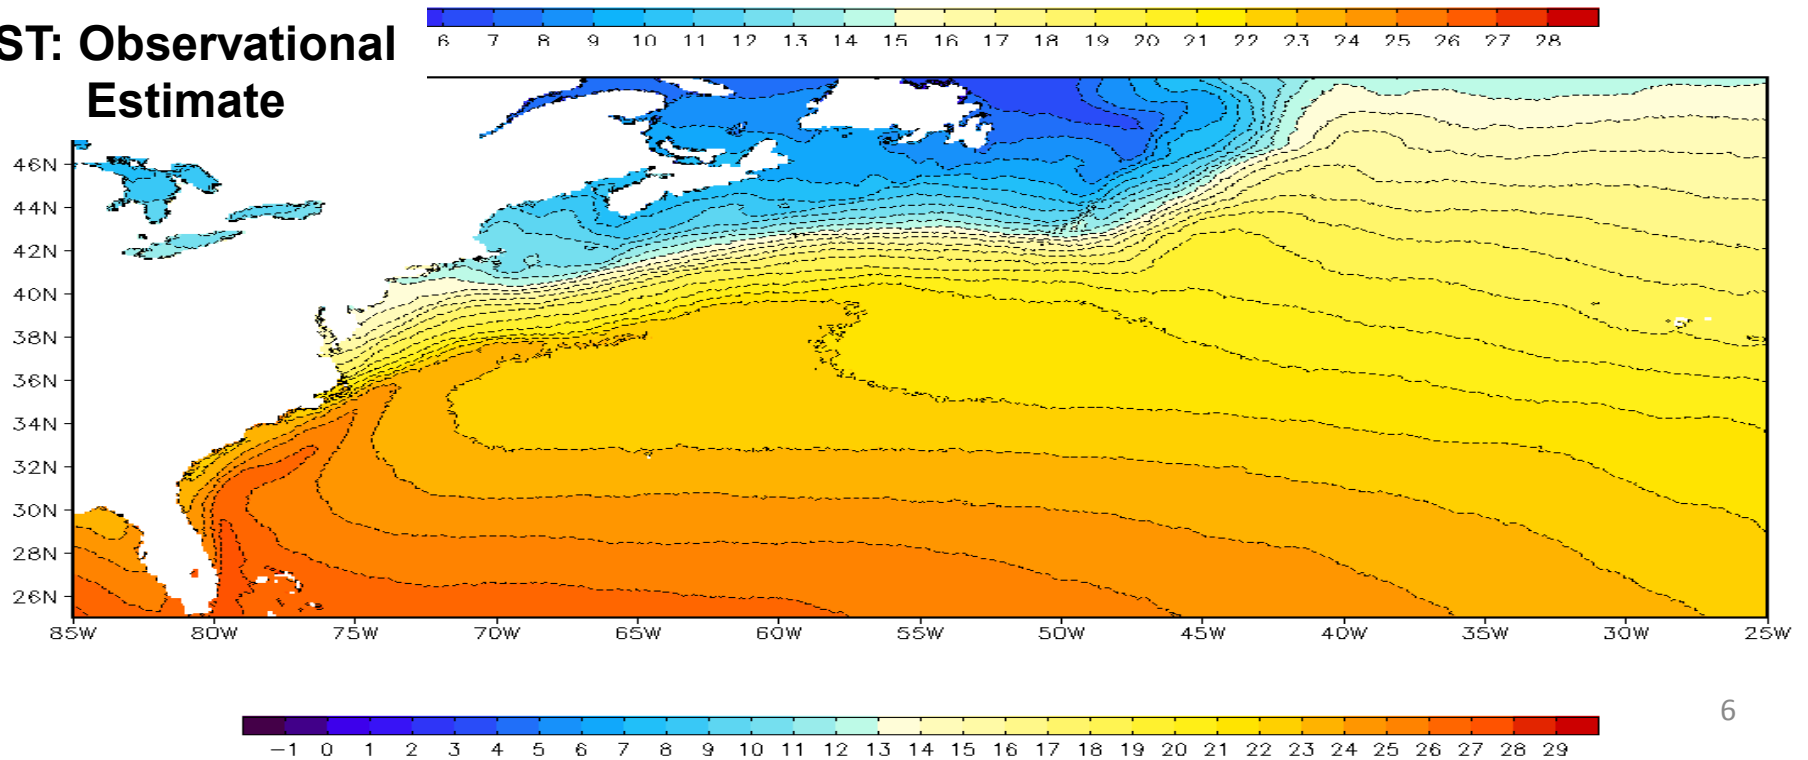 ST: Observational
Estimate
6 7 8 9 10 11 12 13 14 15 16 17 18 19 20 21 22 23 24 25 26 27 28
46N
44N
42N
40N
38N
36N
34N
32N
30N
28N
26N
85W 80W 75W 70W 65W 60W 55W 50W 45W 40W 35W 30W 25W
6
−1 0 1 2 3 4 5 6 7 8 9 10 11 12 13 14 15 16 17 18 19 20 21 22 23 24 25 26 27 28 29